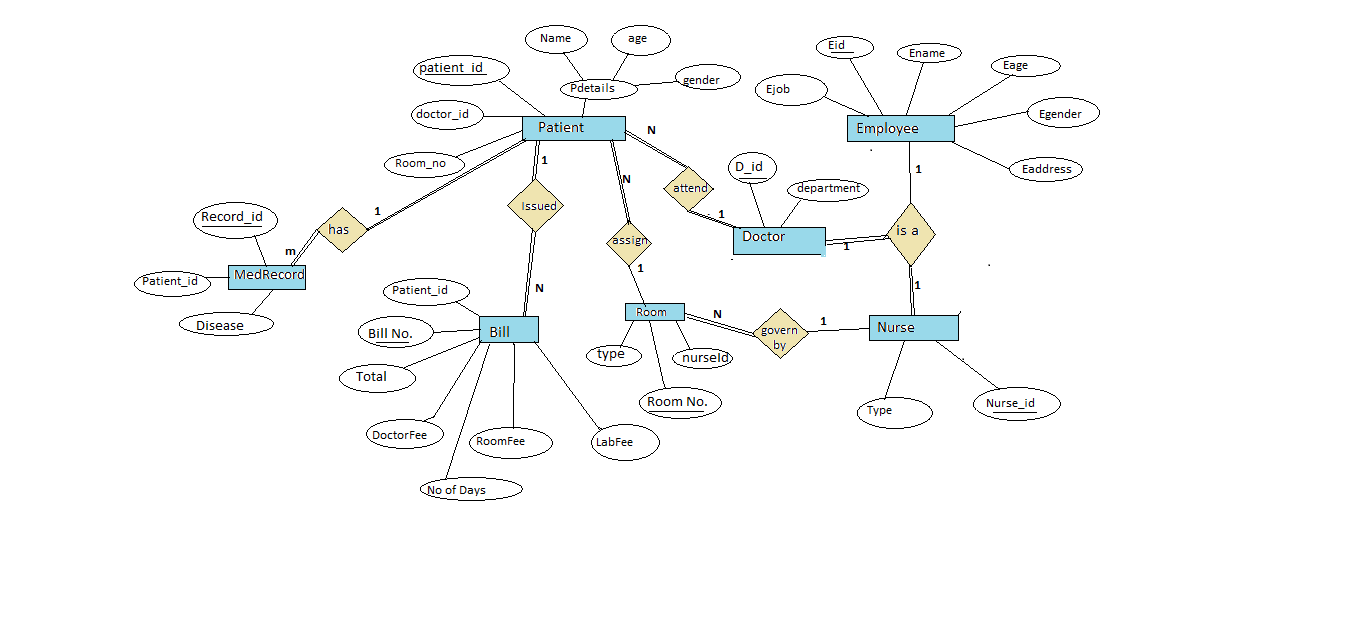 Name
age
Eid
Ename
patient_id
Pdetails
gender
Eage
Ejob
doctor_id
Patient
N
Employee
Egender
Room_no
1
N
attend
D_id
department
1
Eaddress
Record_id
1
has
Issued
assign
1
Doctor
1
is a
m
MedRecord
1
Patient_id
Disease
Patient_id
N
1
Bill No.
Bill
Room
N
govern
by
1
Nurse
Total
type
nurseId
Room No.
Type
Nurse_id
DoctorFee
RoomFee
LabFee
No of Days